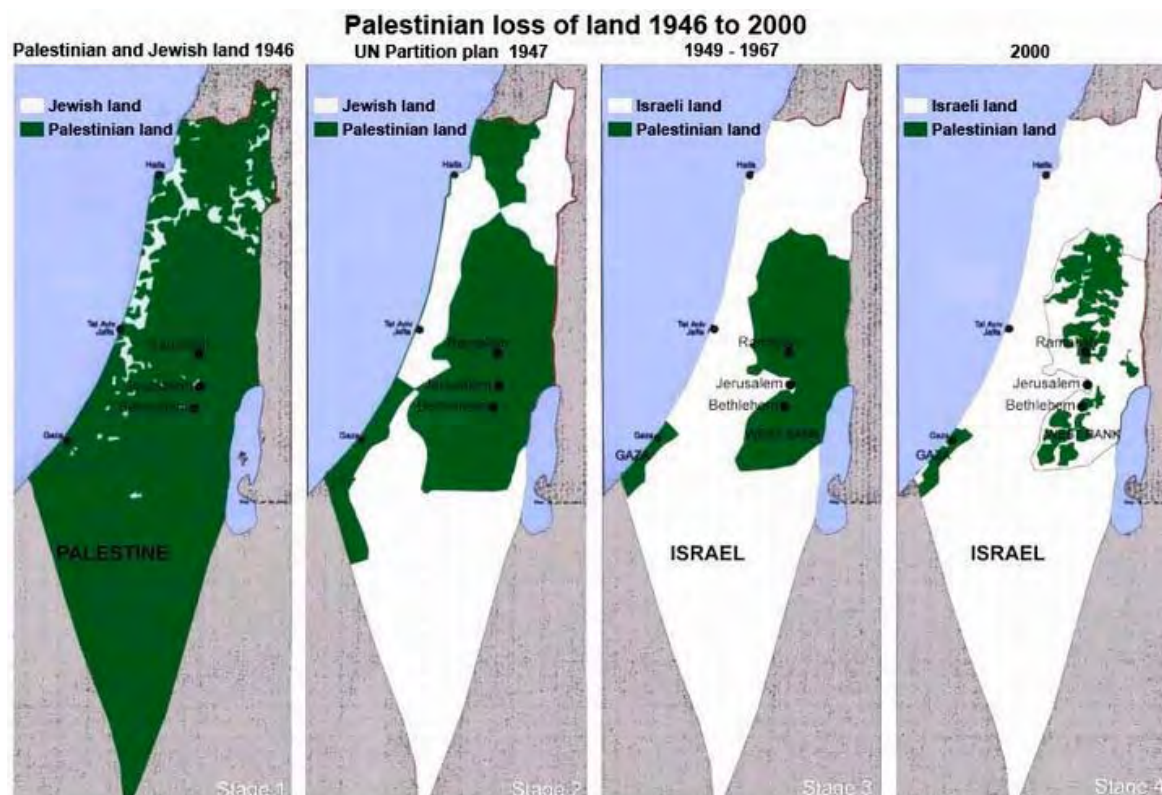 Palestinian loss of land 1946 to 2000
Palestinian and Jewish land 1946
Jewish land
Palestinian land
Haifa
Tel Aviv
Jaffa
Gaza
PALESTINE
Stage 1
UN Partition plan 1947
Jewish land
Palestinian land
Haifa
Tel Aviv
Jaffa
Ramallah
Jerusalem
Bethlehem
Gaza
Stage 2
1949 - 1967
Israeli land
Palestinian land
Haifa
Tel Aviv
Jaffa
Ramallah
Jerusalem
Bethlehem
Gaza
GAZA
WEST BANK
ISRAEL
Stage 3
2000
Israeli land
Palestinian land
Haifa
Tel Aviv
Jaffa
Ramallah
Jerusalem
Bethlehem
Gaza
GAZA
WEST BANK
ISRAEL
Stage 4